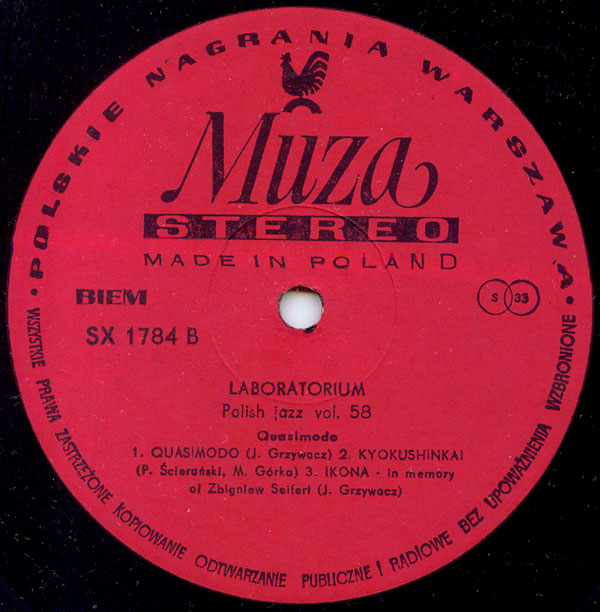 • POLSKIE NAGRANIA WARSZAWA •
Muza
STEREO
MADE IN POLAND
BIEM
S 33
SX 1784 B
LABORATORIUM
Polish jazz vol. 58
Quasimodo
1. QUASIMODO (J. Grzywacz) 2. KYOKUSHINKAI
(P. Ścierański, M. Górka) 3. IKONA - in memory
of Zbigniew Seifert (J. Grzywacz)
WSZYSTKIE PRAWA ZASTRZEŻONE KOPIOWANIE ODTWARZANIE PUBLICZNE I RADIOWE BEZ UPOWAŻNIENIA WZBRONIONE